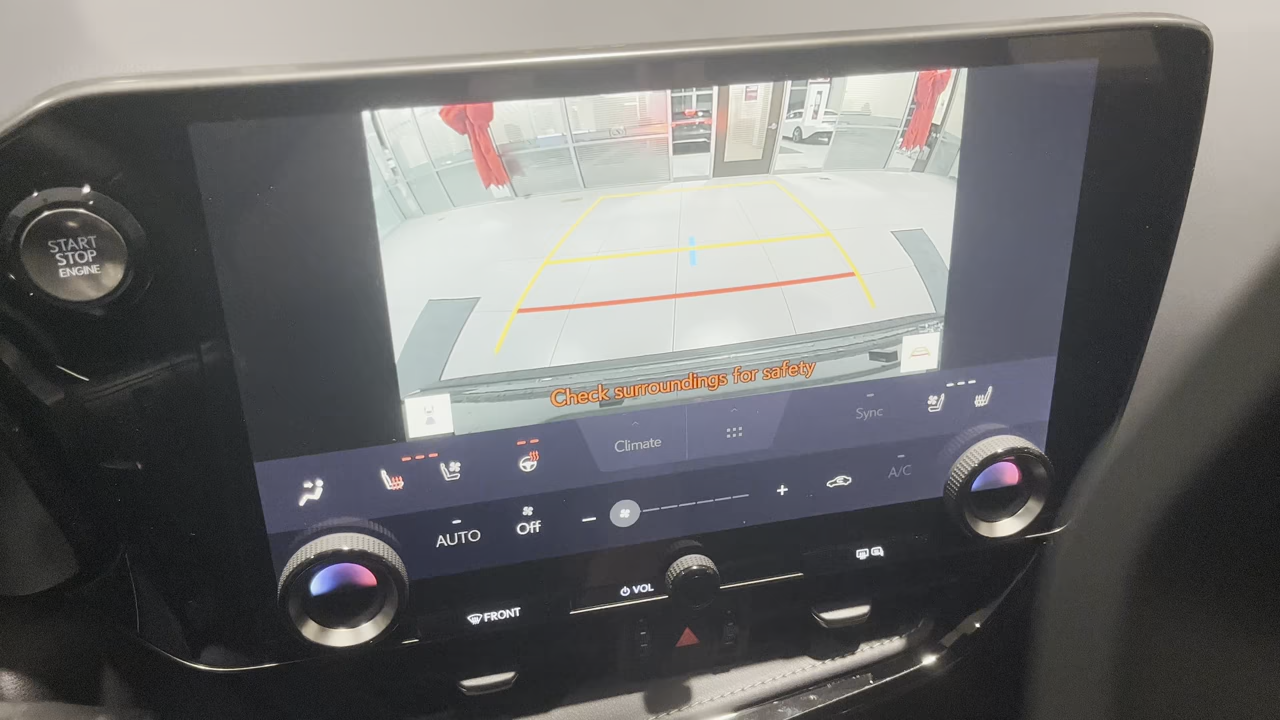 START
STOP
ENGINE
Check surroundings for safety
Climate
Sync
AUTO
Off
A/C
VOL
FRONT